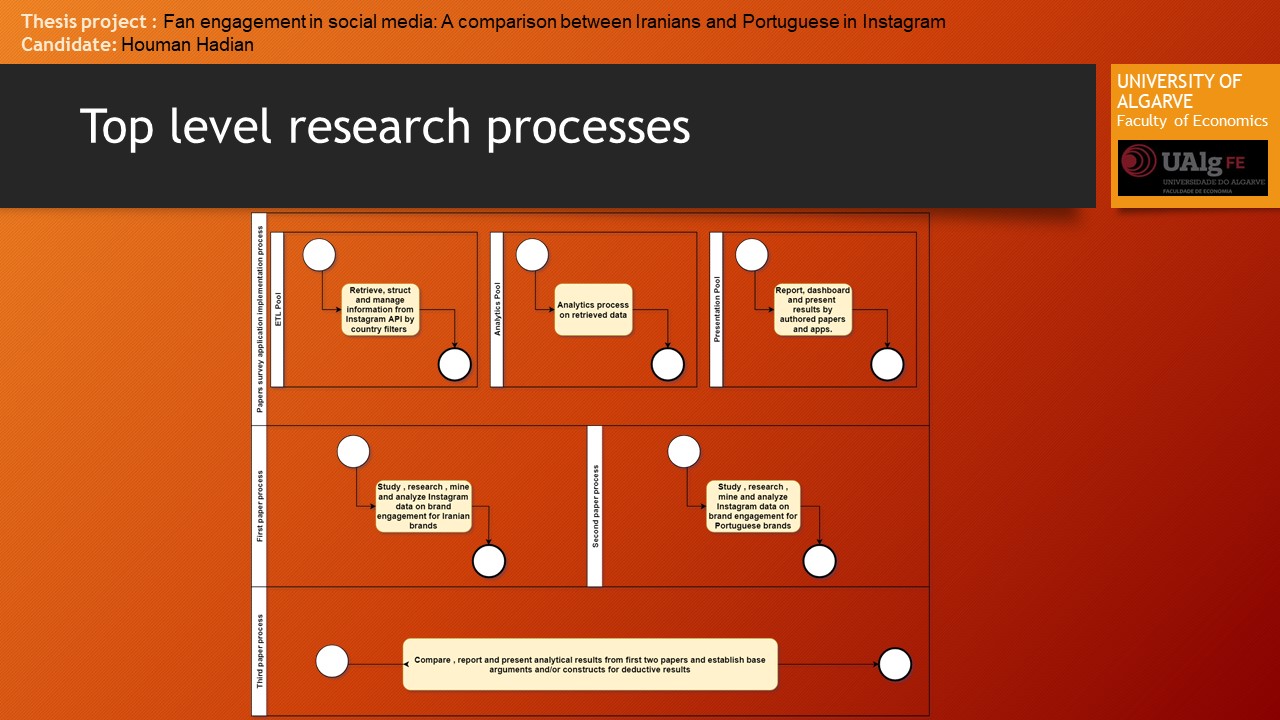 Thesis project : Fan engagement in social media: A comparison between Iranians and Portuguese in Instagram
Candidate: Houman Hadian
Top level research processes
UNIVERSITY OF
ALGARVE
Faculty of Economics
UAlg FE
UNIVERSIDADE DO ALGARVE
FACULDADE DE ECONOMIA
Papers survey application implementation process
ETL Pool
Retrieve, struct
and manage
information from
Instagram API by
country filters
Analytics Pool
Analytics process
on retrieved data
Presentation Pool
Report, dashboard
and present
results by
authored papers
and apps.
First paper process
Study , research , mine
and analyze Instagram
data on brand
engagement for Iranian
brands
Second paper process
Study , research ,
mine and analyze
Instagram data on
brand engagement for
Portuguese brands
Third paper process
Compare , report and present analytical results from first two papers and establish base
arguments and/or constructs for deductive results